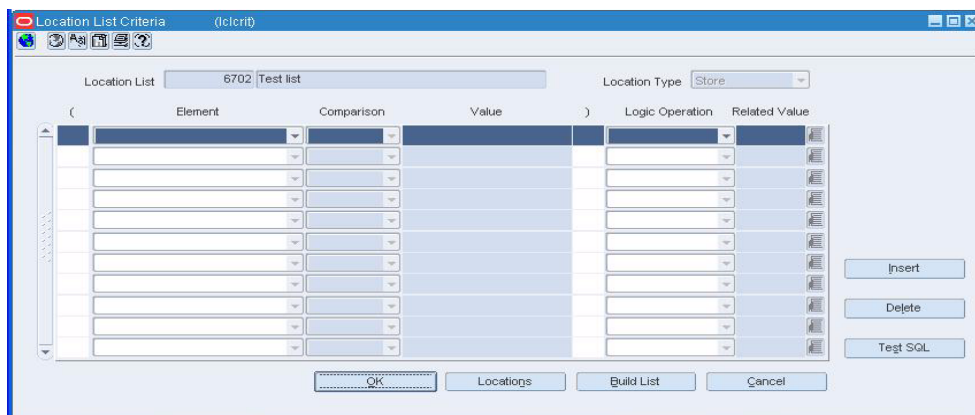 Location List Criteria (lclcrit)
Location List 6702 Test list Location Type Store
( Element Comparison Value ) Logic Operation Related Value
Insert
Delete
Test SQL
OK Locations Build List Cancel